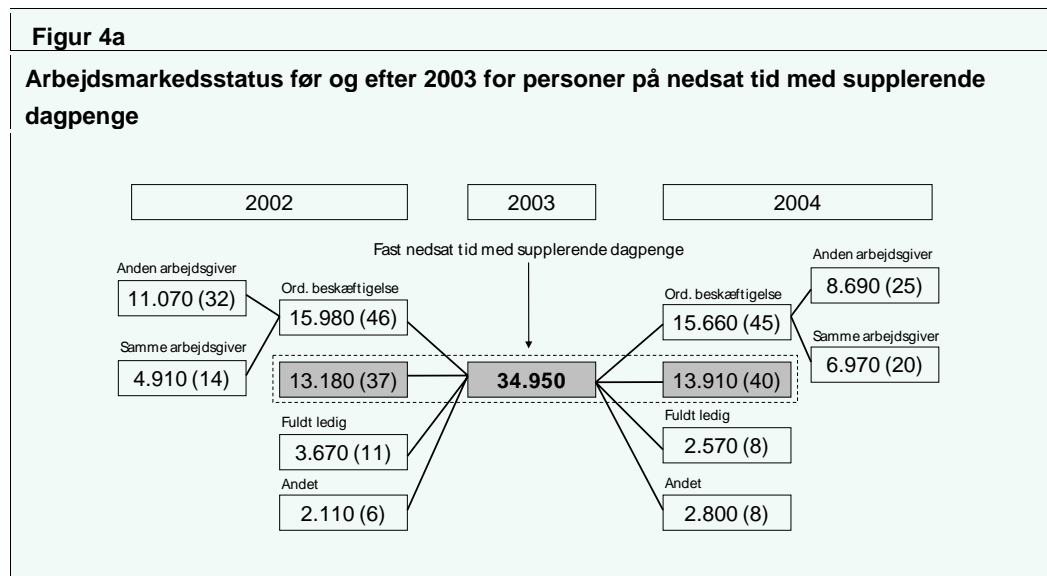 Figur 4a
Arbejdsmarkedsstatus før og efter 2003 for personer på nedsat tid med supplerende
dagpenge
2002
2003
2004
Fast nedsat tid med supplerende dagpenge
Anden arbejdsgiver
11.070 (32)
Samme arbejdsgiver
4.910 (14)
Ord. beskæftigelse
15.980 (46)
13.180 (37)
Fuldt ledig
3.670 (11)
Andet
2.110 (6)
34.950
Ord. beskæftigelse
15.660 (45)
13.910 (40)
Fuldt ledig
2.570 (8)
Andet
2.800 (8)
Anden arbejdsgiver
8.690 (25)
Samme arbejdsgiver
6.970 (20)